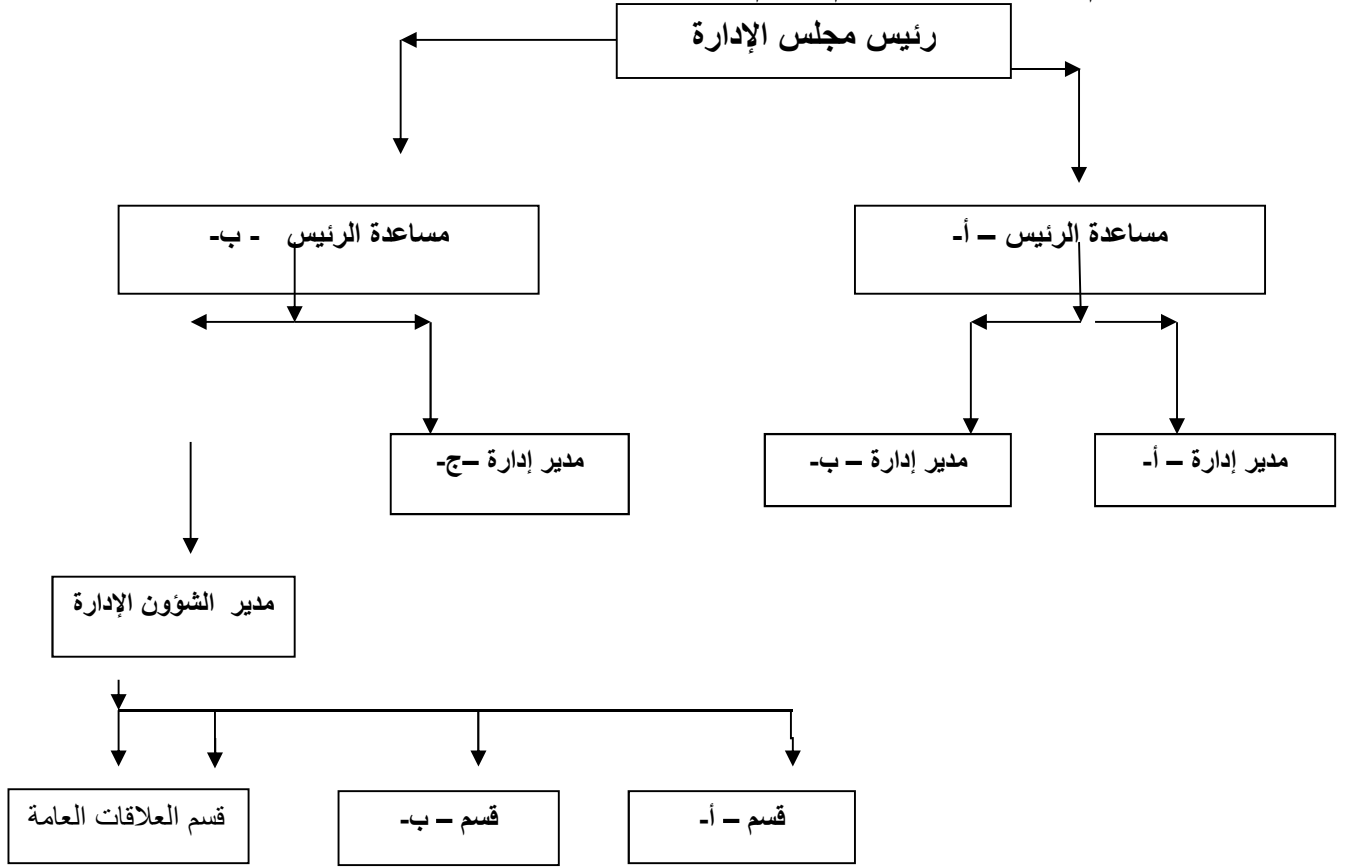 رئيس مجلس الإدارة
مساعدة الرئيس – أ-
مساعدة الرئيس - ب-
مدير إدارة – أ-
مدير إدارة – ب-
مدير إدارة –ج-
مدير الشؤون الإدارة
قسم – أ-
قسم – ب-
قسم العلاقات العامة